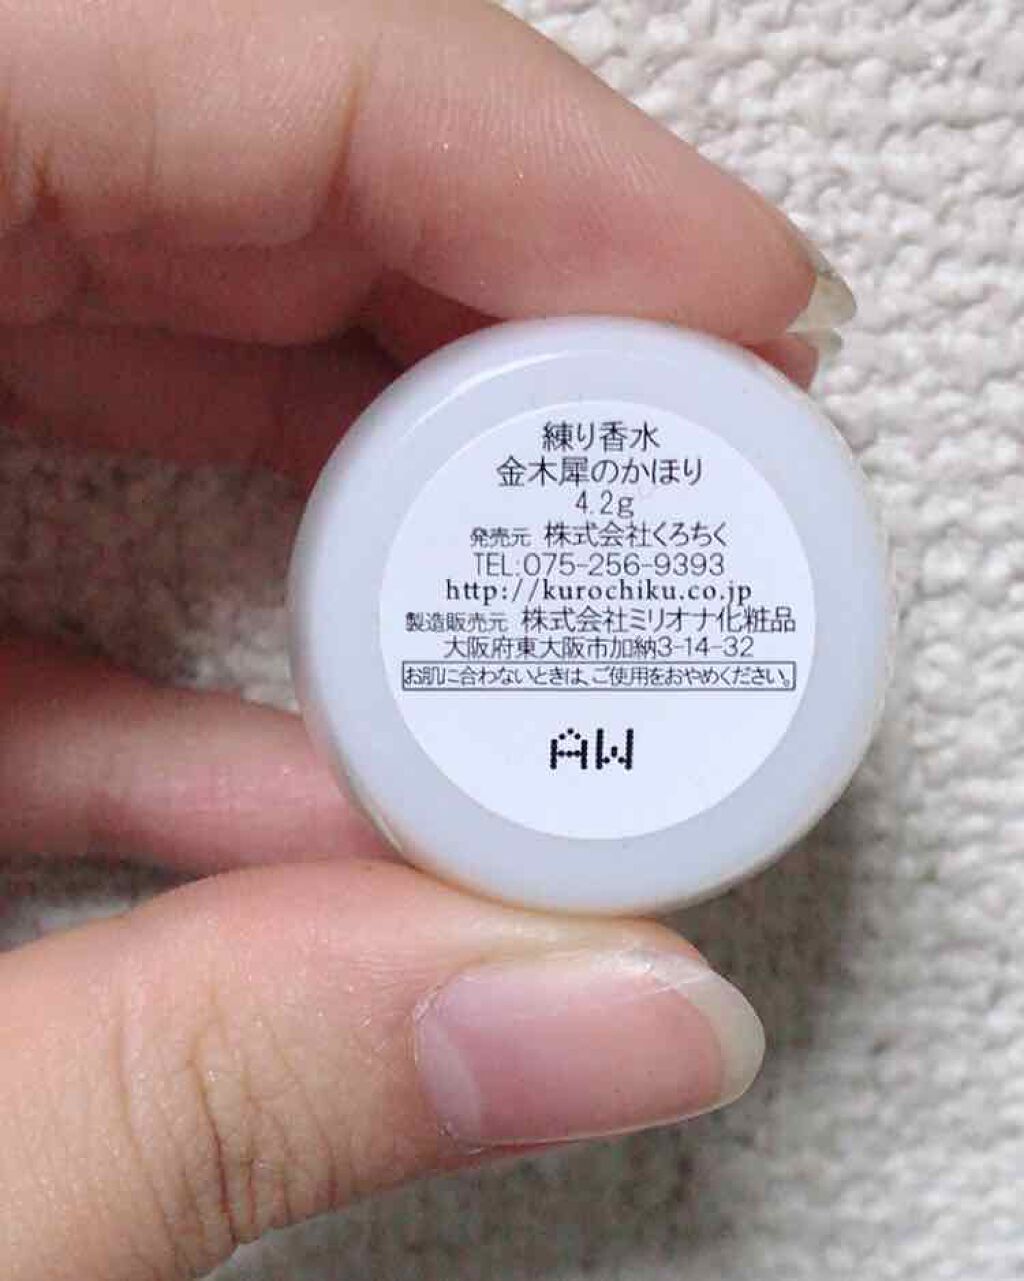 練り香水
金木犀のかほり
4.2g
発売元 株式会社くろちく
TEL:075-256-9393
http://kurochiku.co.jp
製造販売元 株式会社ミリオナ化粧品
大阪府東大阪市加納3-14-32
お肌に合わないときは、ご使用をおやめください。
AW